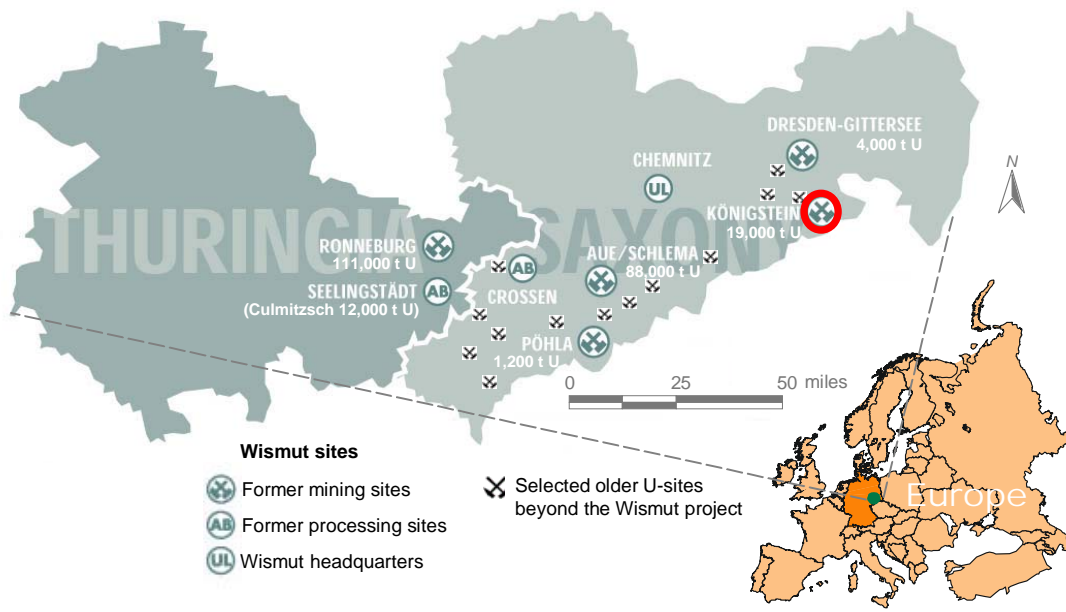 DRESDEN-GITTERSEE
4,000 t U
CHEMNITZ
UL
N
THURINGIA
SAXONY
KÖNIGSTEIN
19,000 t U
RONNEBURG
111,000 t U
AUE/SCHLEMA
88,000 t U
AB
CROSSEN
SEELINGSTÄDT
(Culmitzsch 12,000 t U)
AB
PÖHLA
1,200 t U
0 25 50 miles
Wismut sites
Former mining sites
AB Former processing sites
UL Wismut headquarters
Selected older U-sites
beyond the Wismut project
Europe